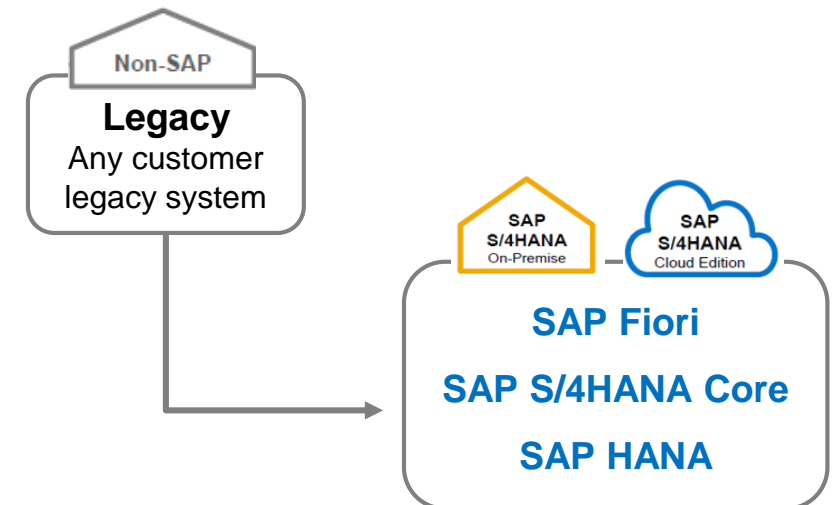 Non-SAP
Legacy
Any customer
legacy system
SAP
S/4HANA
On-Premise
SAP
S/4HANA
Cloud Edition
SAP Fiori
SAP S/4HANA Core
SAP HANA